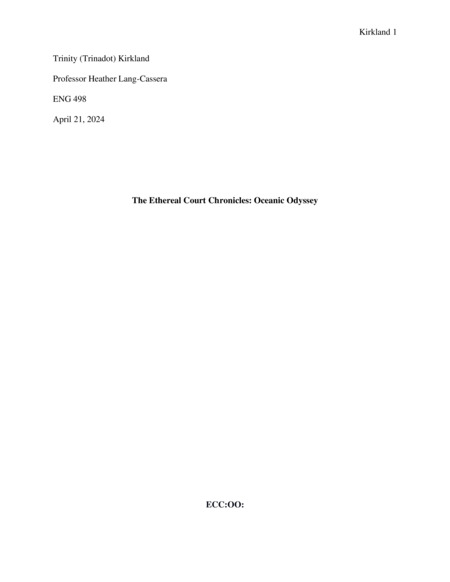 Kirkland 1
Trinity (Trinadot) Kirkland
Professor Heather Lang-Cassera
ENG 498
April 21, 2024
The Ethereal Court Chronicles: Oceanic Odyssey
ECC:OO: